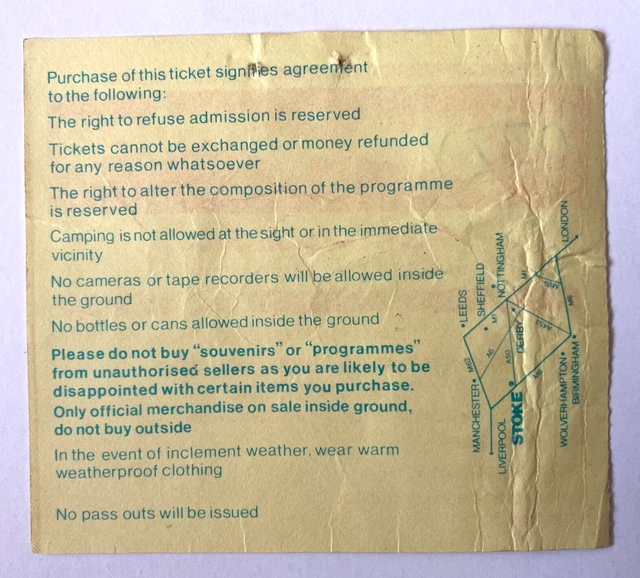 Purchase of this ticket signifies agreement
to the following:
The right to refuse admission is reserved
Tickets cannot be exchanged or money refunded
for any reason whatsoever
The right to alter the composition of the programme
is reserved
Camping is not allowed at the sight or in the immediate
vicinity
No cameras or tape recorders will be allowed inside
the ground
No bottles or cans allowed inside the ground
Please do not buy "souvenirs" or "programmes"
from unauthorised sellers as you are likely to be
disappointed with certain items you purchase.
Only official merchandise on sale inside ground,
do not buy outside
In the event of inclement weather, wear warm
weatherproof clothing
No pass outs will be issued
LEEDS
SHEFFIELD
NOTTINGHAM
LONDON
M1
M1
M62
A50
DERBY
M6
M6
MANCHESTER
LIVERPOOL
STOKE
WOLVERHAMPTON
BIRMINGHAM